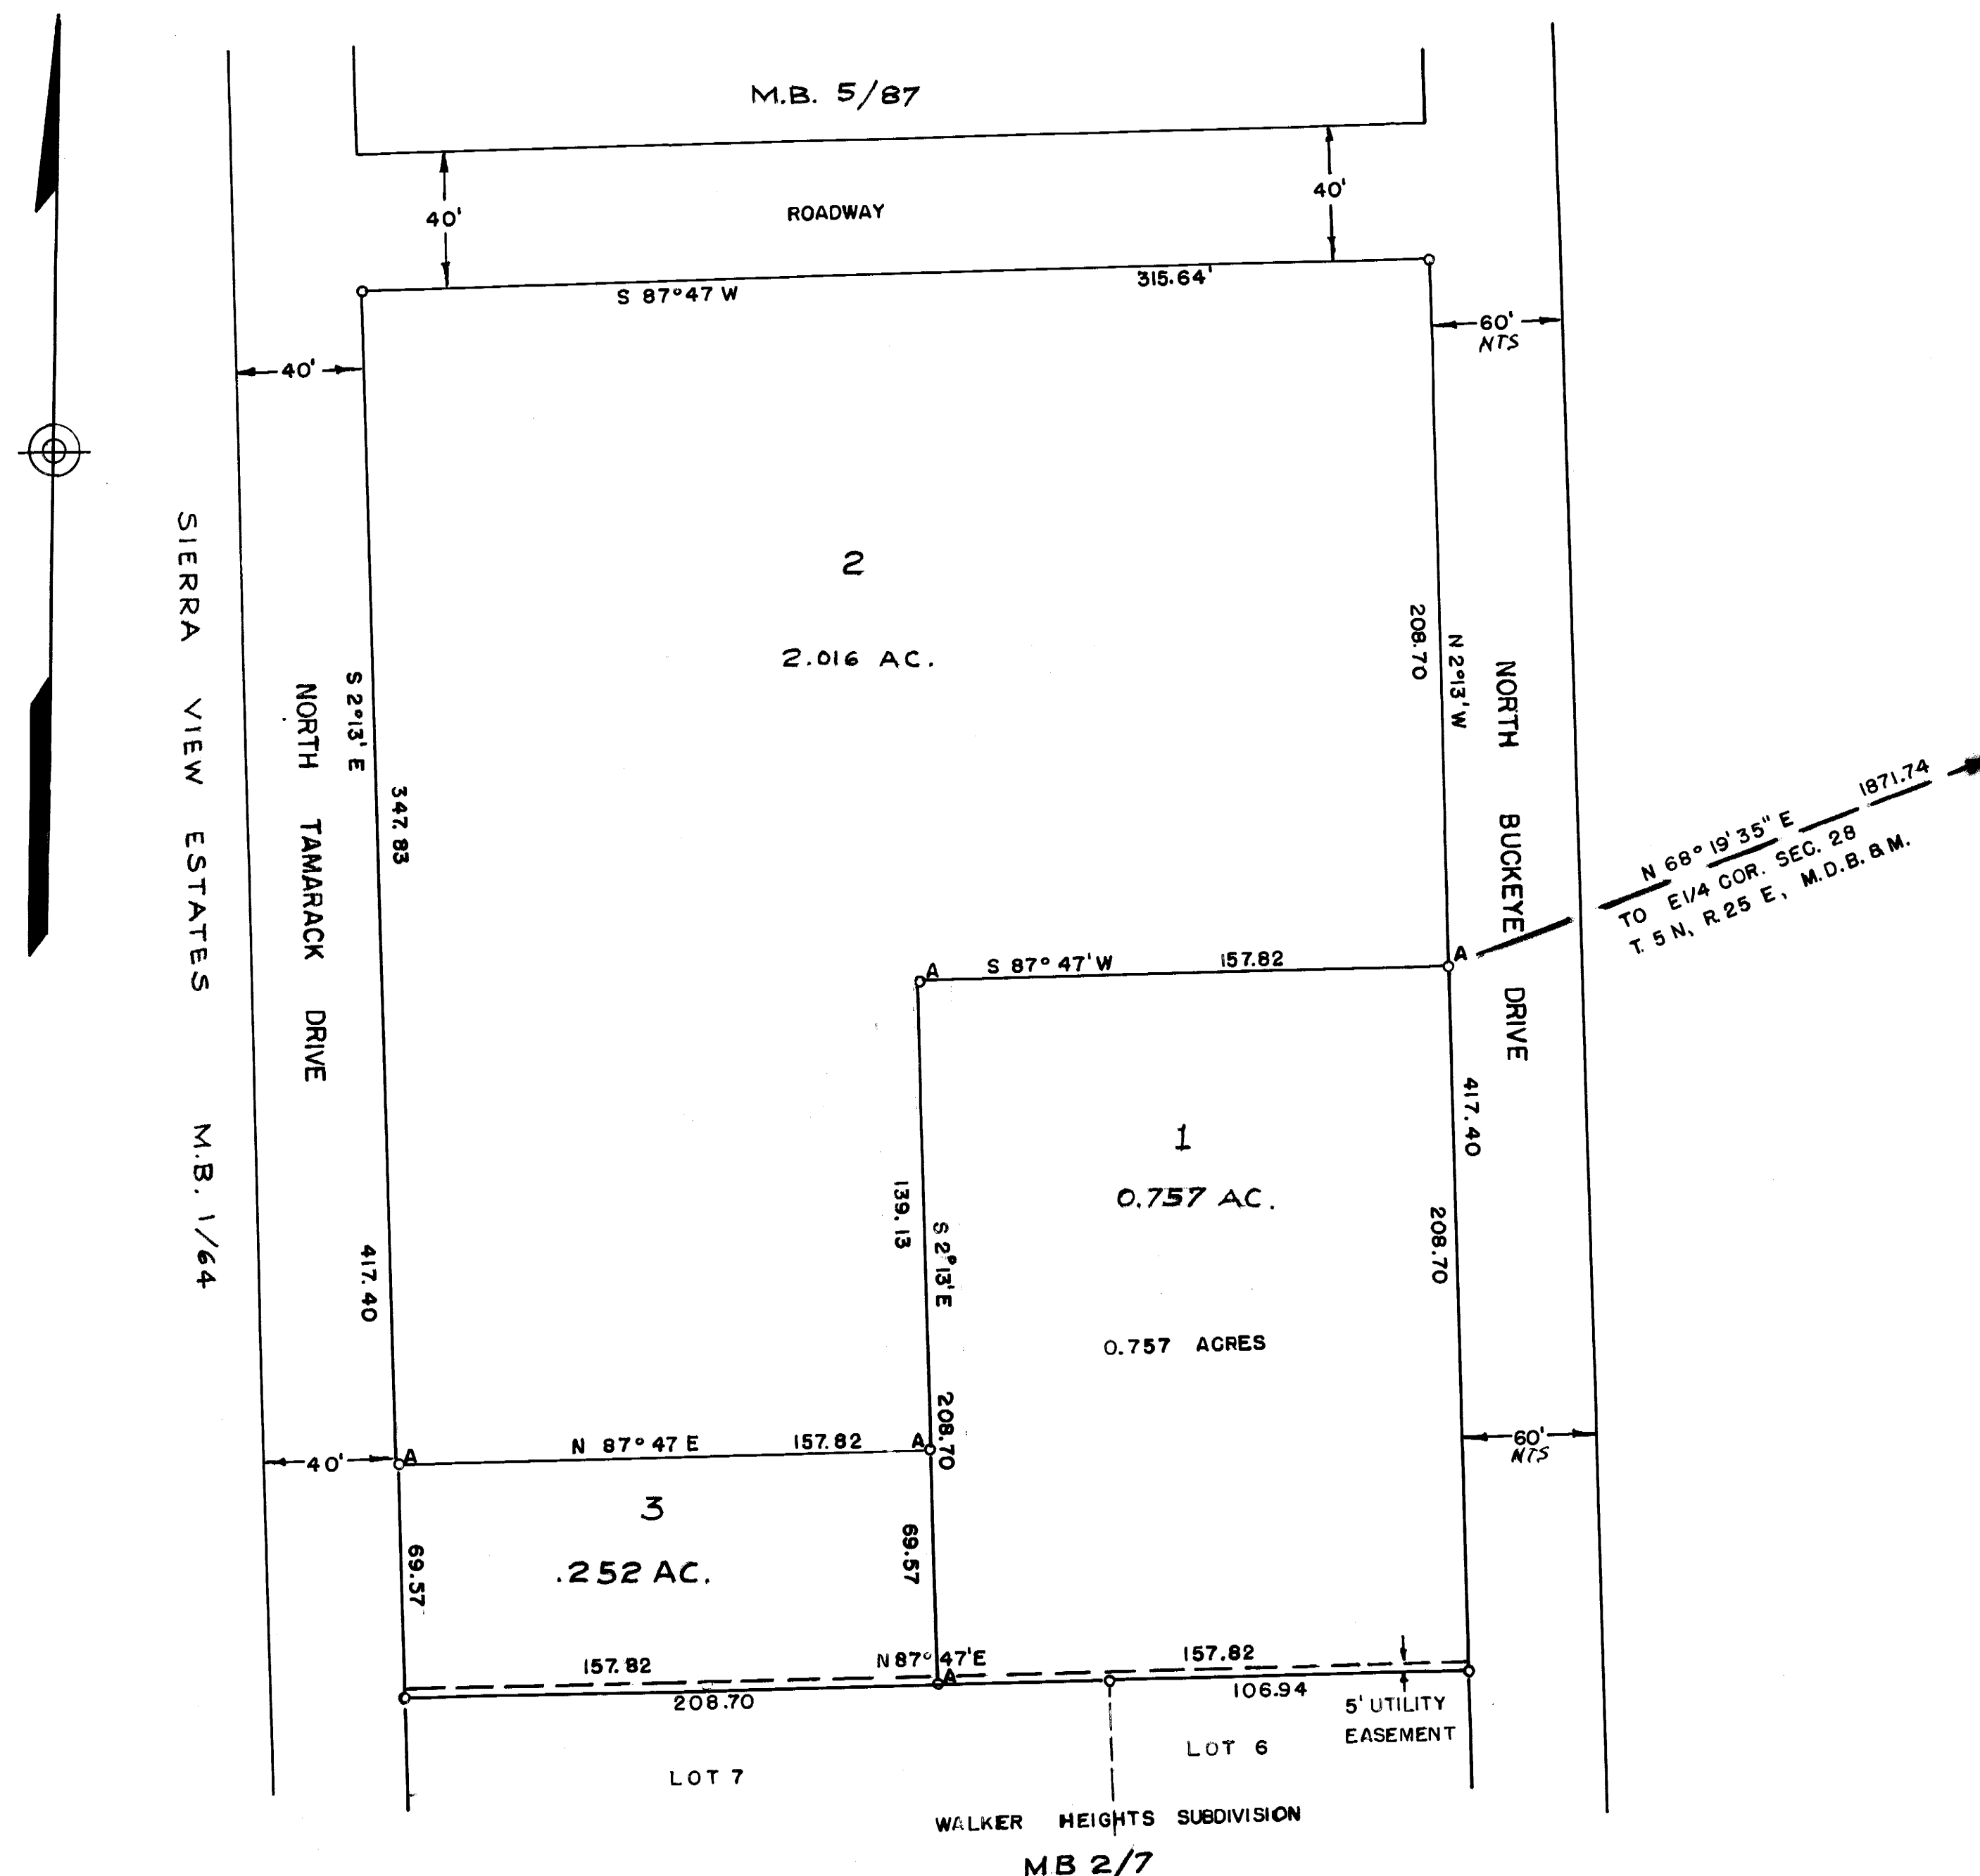 M.B. 5/87
40'
ROADWAY
40'
S 87°47 W
315.64'
60'
NTS
40'
SIERRA VIEW ESTATES M.B. 1/64
NORTH TAMARACK DRIVE
S 2°13' E
347.83
417.40
2
2.016 AC.
208.70
N 2°13' W
NORTH BUCKEYE DRIVE
N 68° 19' 35" E 1871.74
TO E1/4 COR. SEC. 28
T. 5 N, R. 25 E, M.D.B. & M.
A
S 87° 47' W
157.82
A
417.40
1
0.757 AC.
139.13
S 2°13' E
208.70
208.70
0.757 ACRES
N 87° 47 E
157.82
A
A
40'
60'
NTS
3
.252 AC.
69.57
69.57
157.82
N 87° 47' E
157.82
A
208.70
106.94
5' UTILITY
EASEMENT
LOT 6
LOT 7
WALKER HEIGHTS SUBDIVISION
MB 2/7